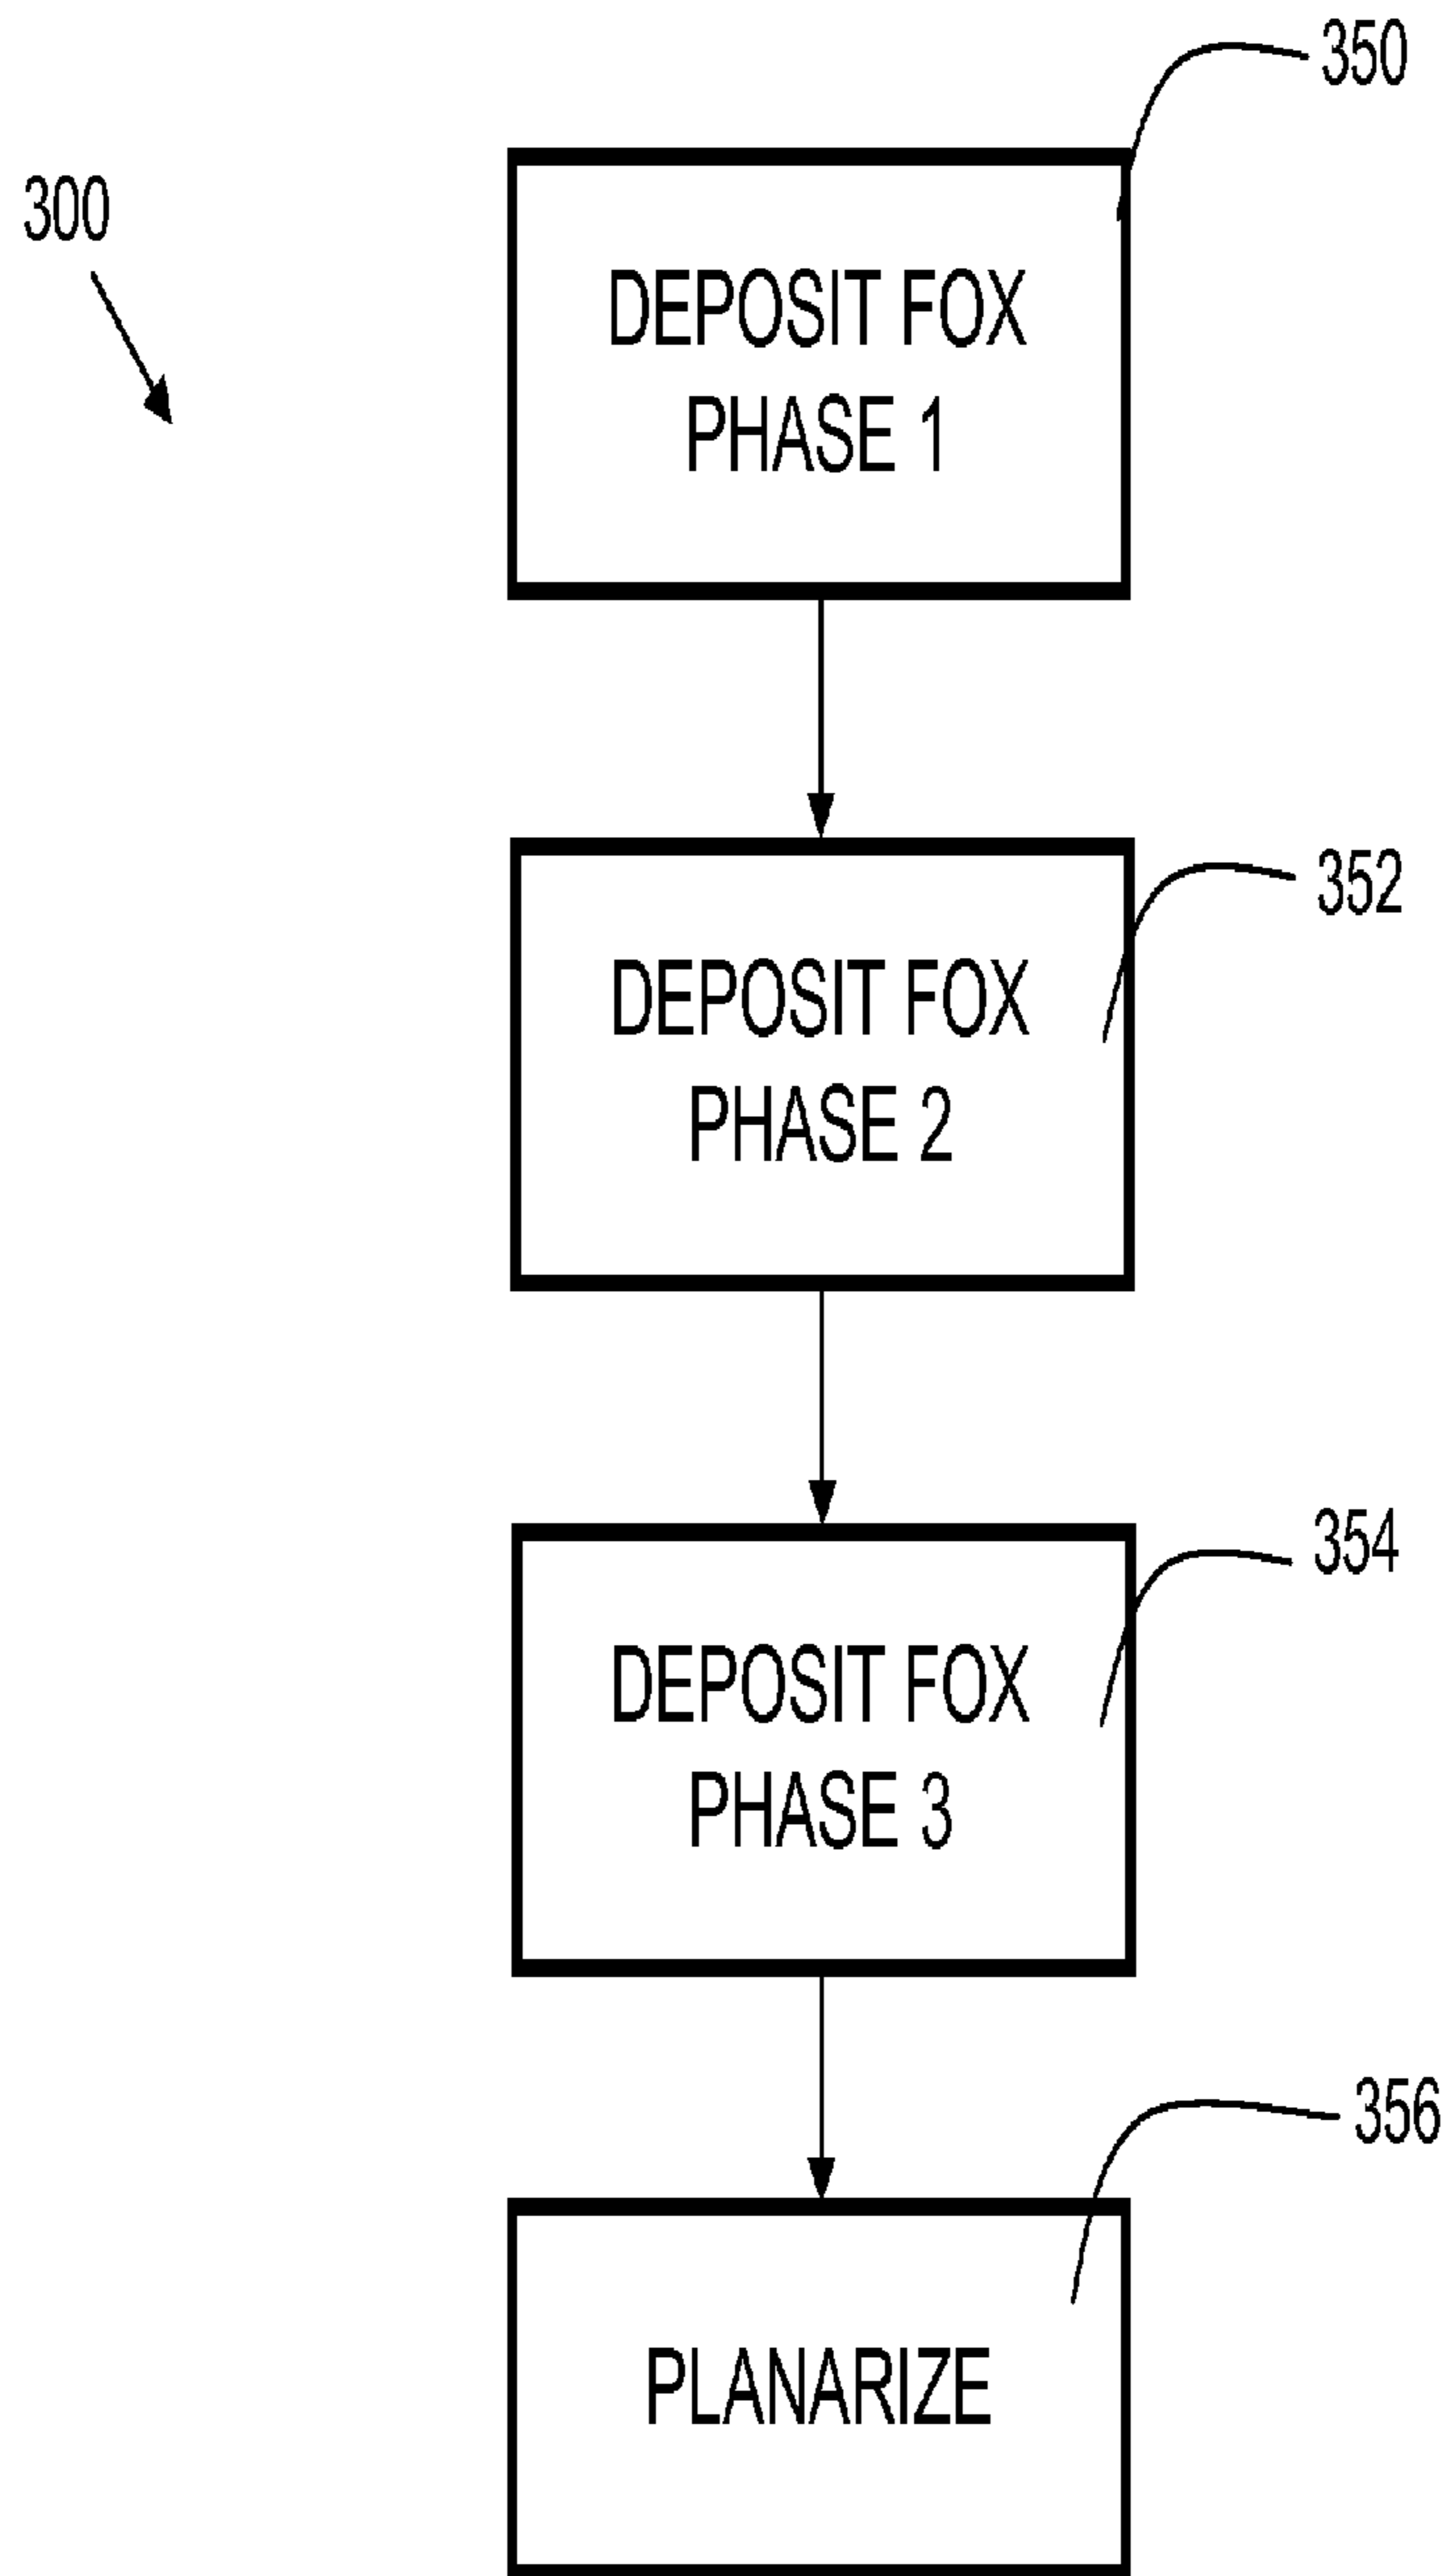 350
300
DEPOSIT FOX
PHASE 1
352
DEPOSIT FOX
PHASE 2
354
DEPOSIT FOX
PHASE 3
356
PLANARIZE